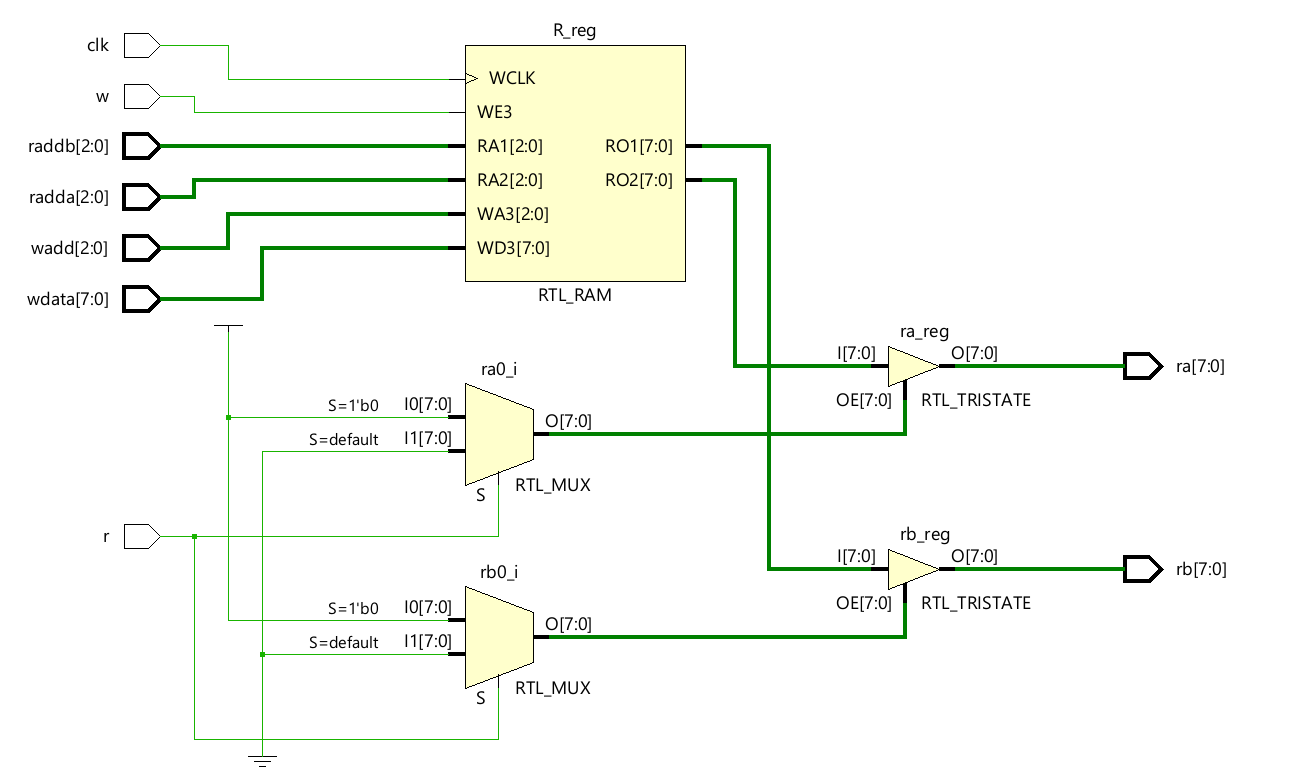 R_reg
clk
WCLK
w
WE3
raddb[2:0]
RA1[2:0]
RO1[7:0]
radda[2:0]
RA2[2:0]
RO2[7:0]
WA3[2:0]
wadd[2:0]
WD3[7:0]
wdata[7:0]
RTL_RAM
ra_reg
I[7:0]
O[7:0]
ra[7:0]
OE[7:0]
RTL_TRISTATE
ra0_i
S=1'b0
I0[7:0]
O[7:0]
S=default
I1[7:0]
S
RTL_MUX
r
rb_reg
I[7:0]
O[7:0]
rb[7:0]
OE[7:0]
RTL_TRISTATE
rb0_i
S=1'b0
I0[7:0]
O[7:0]
S=default
I1[7:0]
S
RTL_MUX